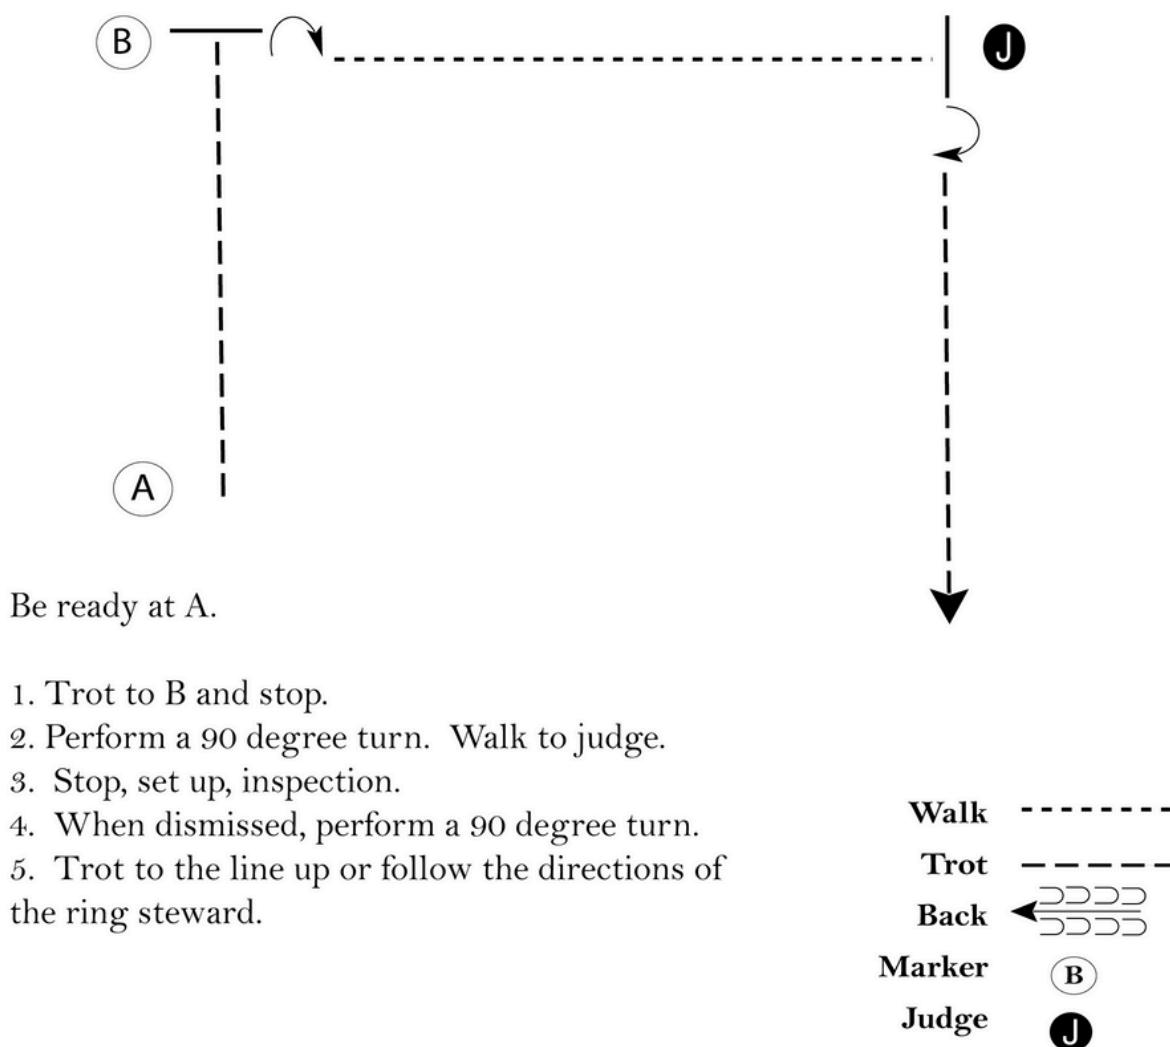 B
J
A
Be ready at A.
1. Trot to B and stop.
2. Perform a 90 degree turn.  Walk to judge.
3.  Stop, set up, inspection.
4.  When dismissed, perform a 90 degree turn.
5.  Trot to the line up or follow the directions of
the ring steward.
Walk
Trot
Back
Marker B
Judge J